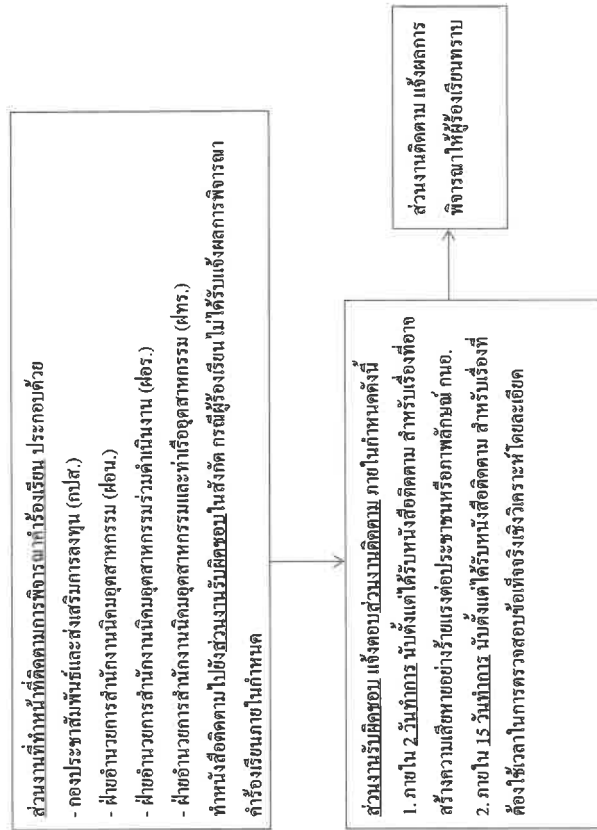 ส่วนงานที่ทำหน้าที่ติดตามการพิจารณาคำร้องเรียน ประกอบด้วย
- กองประชาสัมพันธ์และส่งเสริมการลงทุน (กปส.)
- ฝ่ายอำนวยการสำนักงานนิคมอุตสาหกรรม (ฝอน.)
- ฝ่ายอำนวยการสำนักงานนิคมอุตสาหกรรมร่วมดำเนินงาน (ฝอร.)
- ฝ่ายอำนวยการสำนักงานนิคมอุตสาหกรรมและท่าเรืออุตสาหกรรม (ฝทร.)
ทำหนังสือติดตามไปยังส่วนงานรับผิดชอบในสังกัด กรณีผู้ร้องเรียนไม่ได้รับแจ้งผลการพิจารณา
คำร้องเรียนภายในกำหนด
ส่วนงานรับผิดชอบ แจ้งตอบส่วนงานติดตาม ภายในกำหนดดังนี้
1. ภายใน 2 วันทำการ นับตั้งแต่ได้รับหนังสือติดตาม สำหรับเรื่องที่อาจ
สร้างความเสียหายอย่างร้ายแรงต่อประชาชนหรือภาพลักษณ์ กนอ.
2. ภายใน 15 วันทำการ นับตั้งแต่ได้รับหนังสือติดตาม สำหรับเรื่องที่
ต้องใช้เวลาในการตรวจสอบข้อเท็จจริงเชิงวิเคราะห์โดยละเอียด
ส่วนงานติดตาม แจ้งผลการ
พิจารณาให้ผู้ร้องเรียนทราบ